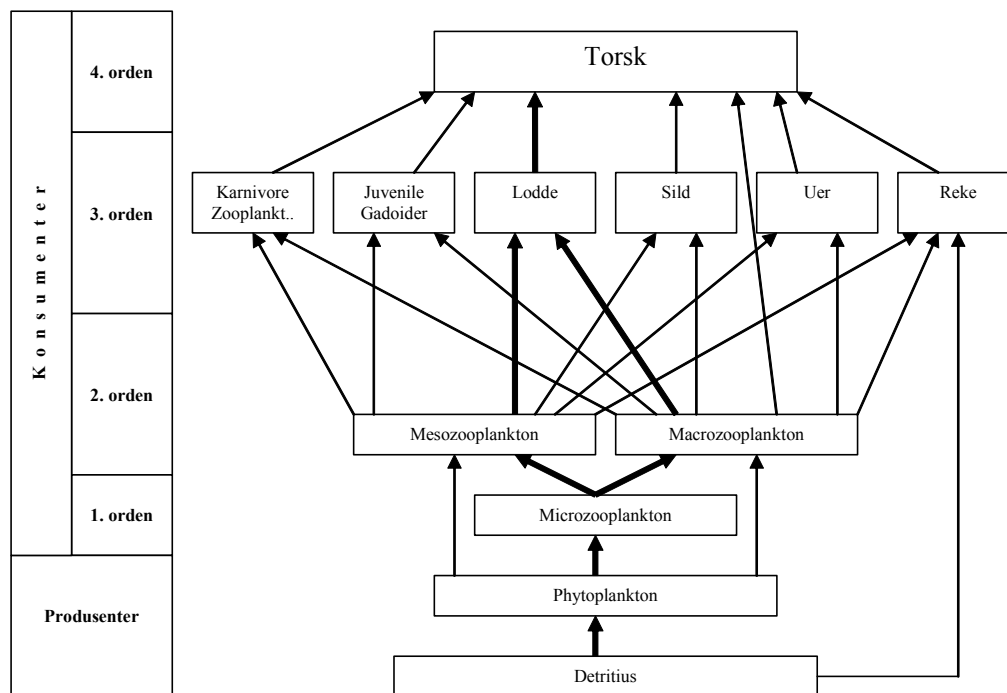 Konsumenter
4. orden
3. orden
2. orden
1. orden
Produsenter
Torsk
Karnivore
Zooplankt..
Juvenile
Gadoider
Lodde
Sild
Uer
Reke
Mesozooplankton
Macrozooplankton
Microzooplankton
Phytoplankton
Detritius